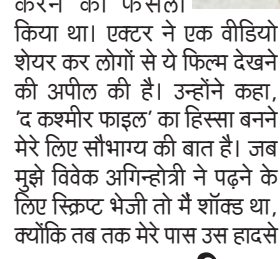 करने का फैसला
किया था। एक्टर ने एक वीडियो
शेयर कर लोगों से ये फिल्म देखने
की अपील की है। उन्होंने कहा,
‘द कश्मीर फाइल’ का हिस्सा बनने
मेरे लिए सौभाग्य की बात है। जब
मुझे विवेक अगिन्होत्री ने पढ़ने के
लिए स्क्रिप्ट भेजी तो मैं शॉक्ड था,
क्योंकि तब तक मेरे पास उस हादसे